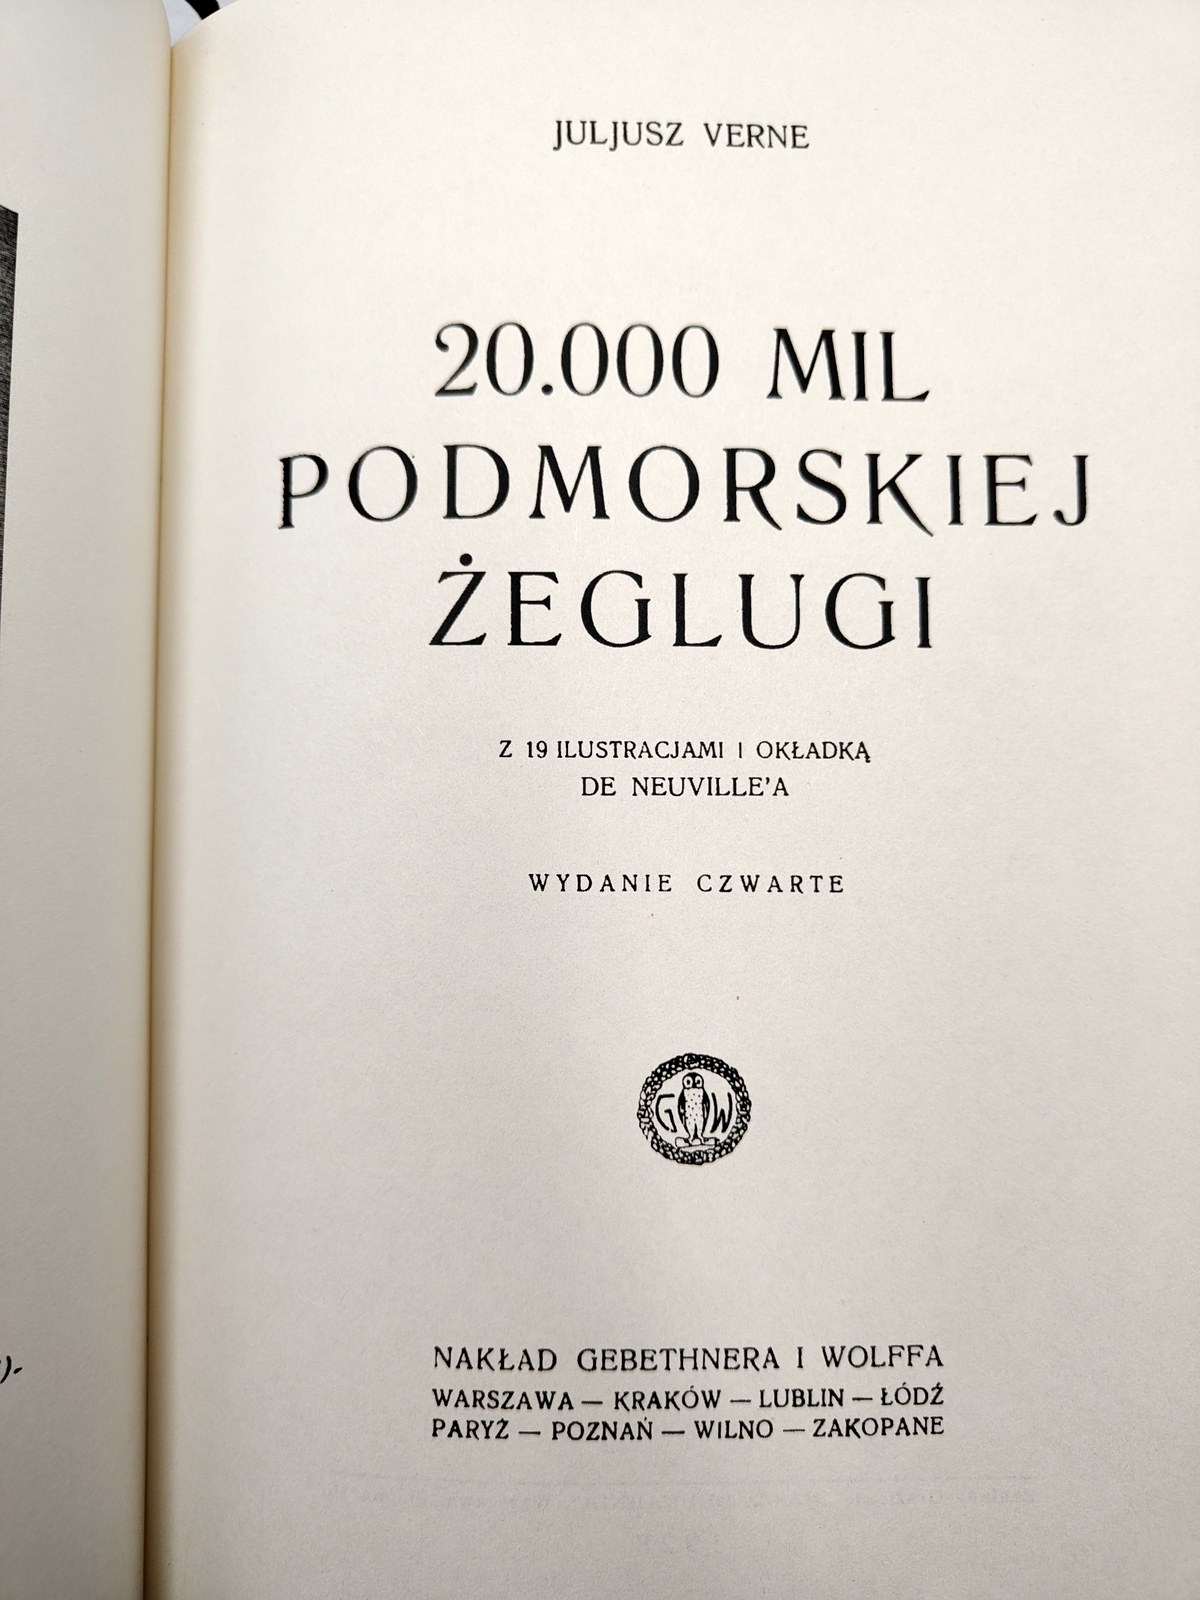 JULJUSZ VERNE
20.000 MIL
PODMORSKIEJ
ŻEGLUGI
Z 19 ILUSTRACJAMI I OKŁADKĄ
DE NEUVILLE'A
WYDANIE CZWARTE
G W
NAKŁAD GEBETHNERA I WOLFFA
WARSZAWA — KRAKÓW — LUBLIN — ŁÓDŹ
PARYŻ — POZNAŃ — WILNO — ZAKOPANE